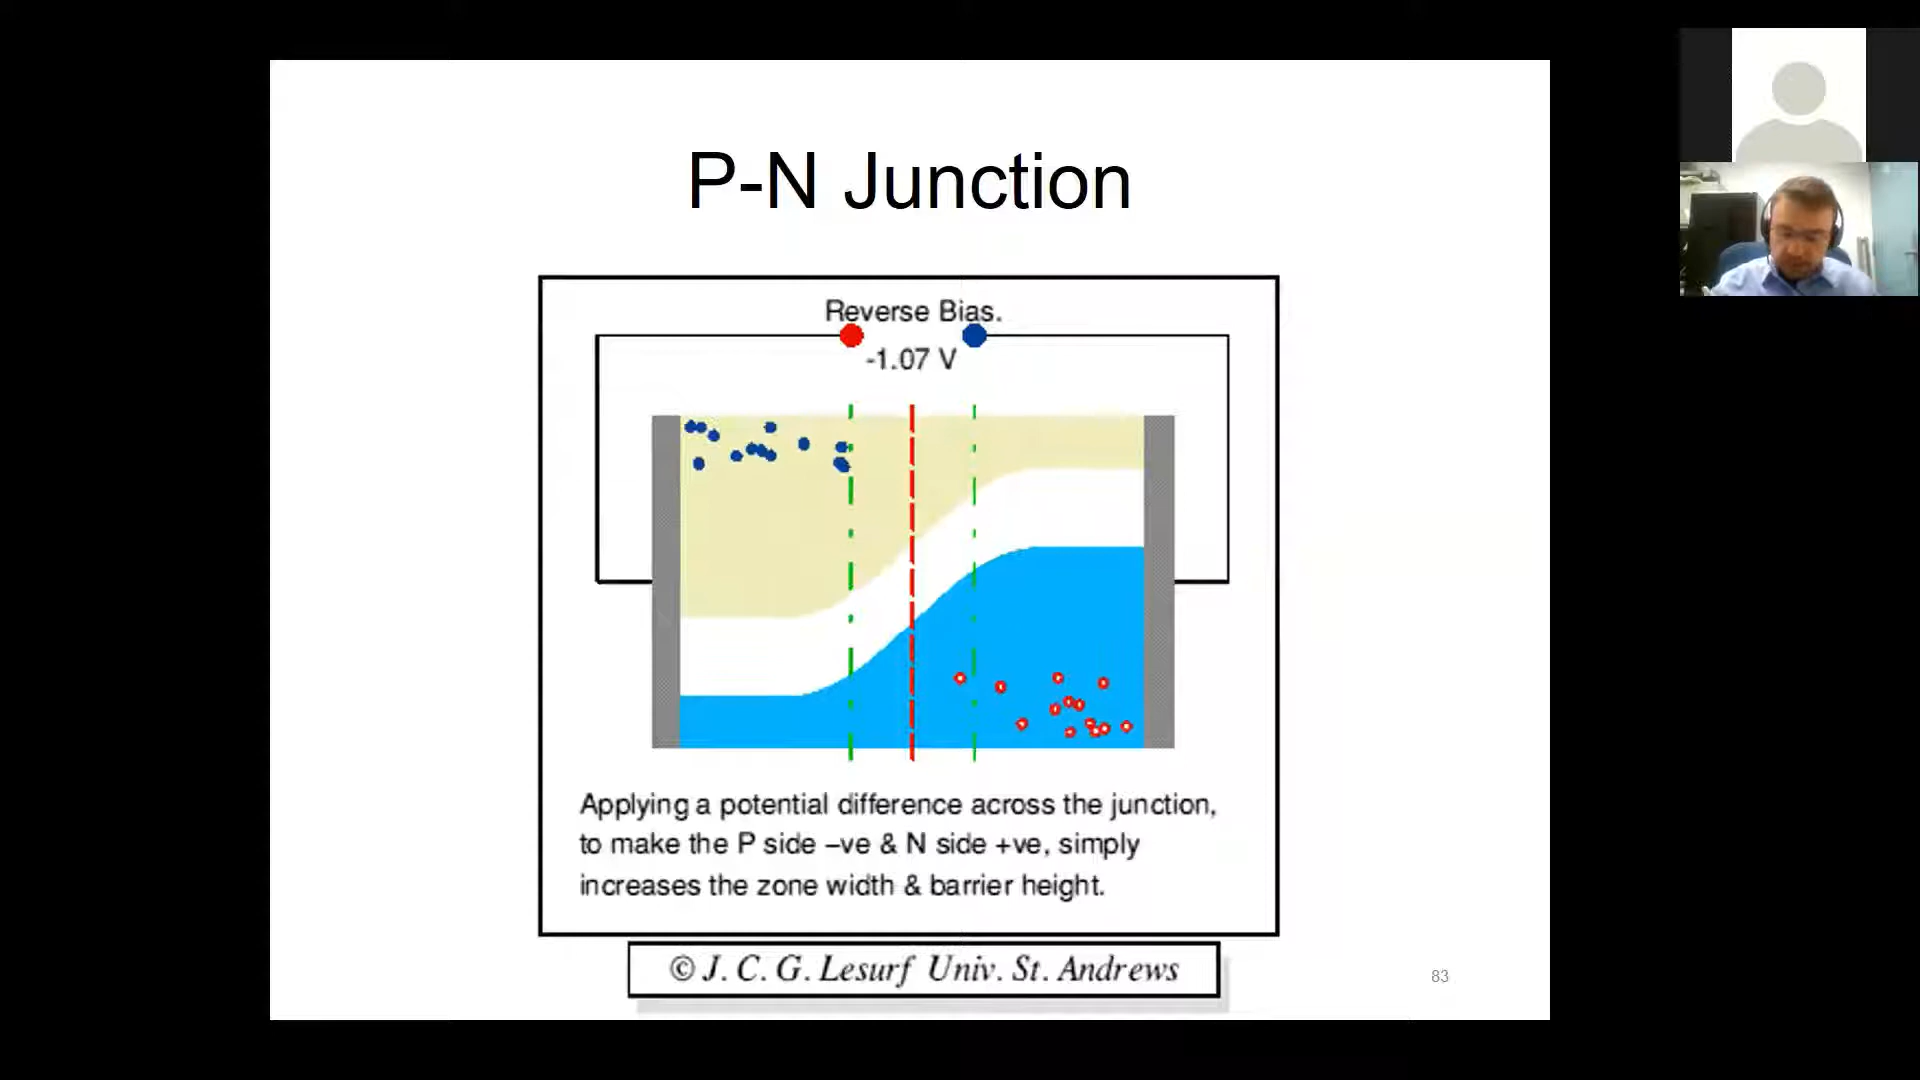 P-N Junction
Reverse Bias.
-1.07 V
Applying a potential difference across the junction,
to make the P side –ve & N side +ve, simply
increases the zone width & barrier height.
© J. C. G. Lesurf Univ. St. Andrews
83